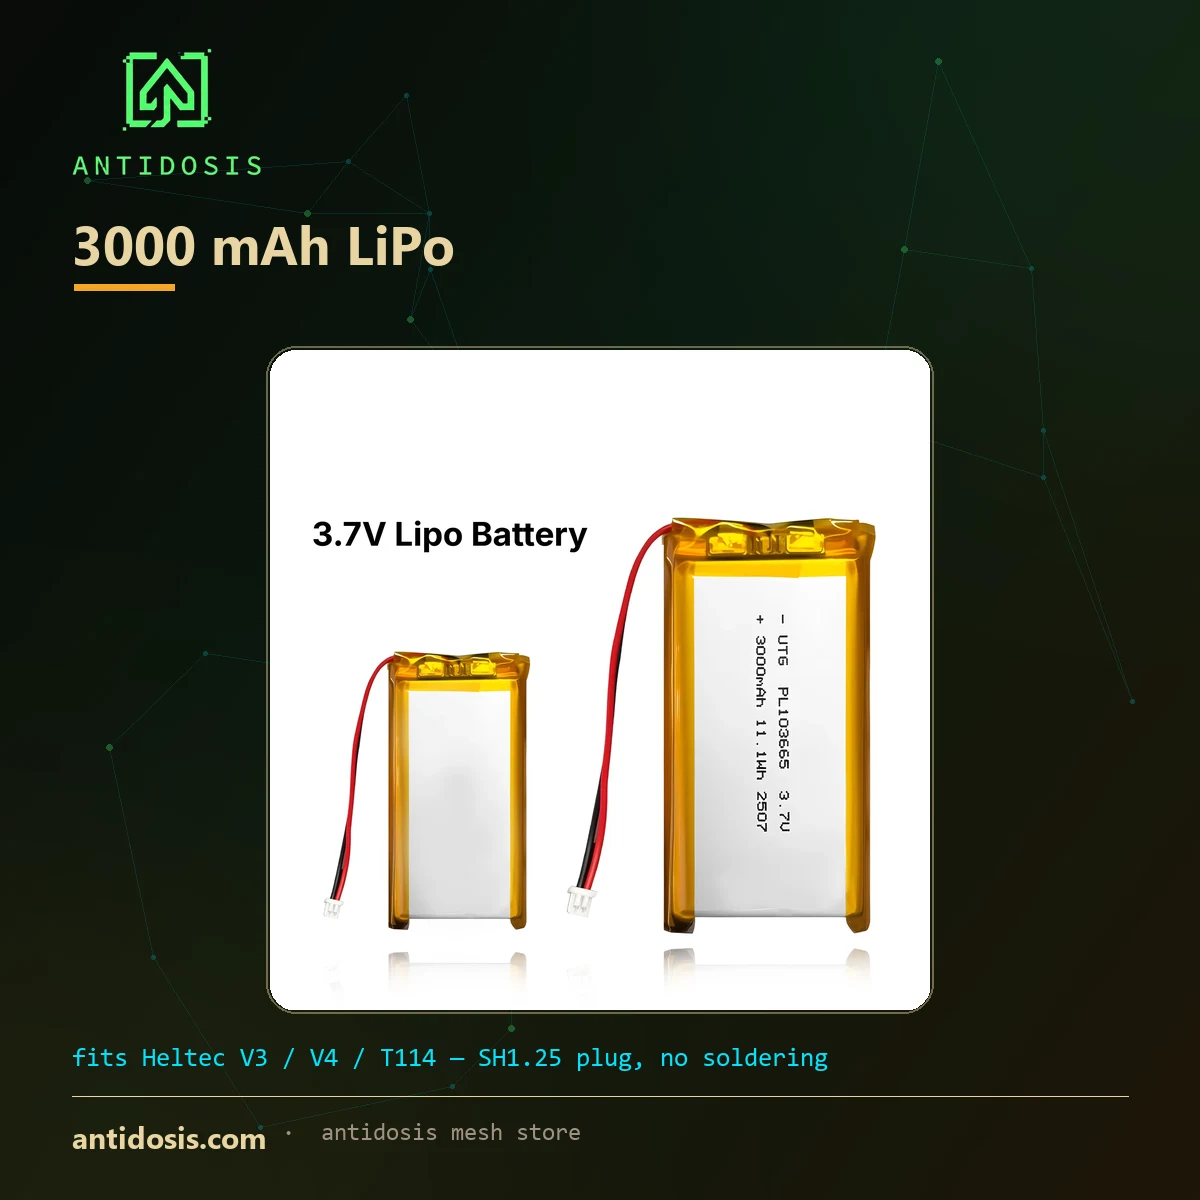 ANTIDOSIS
3000 mAh LiPo
3.7V Lipo Battery
- UTG PL103665 3.7V
+ 3000mAh 11.1Wh 2507
fits Heltec V3 / V4 / T114 — SH1.25 plug, no soldering
antidosis.com · antidosis mesh store